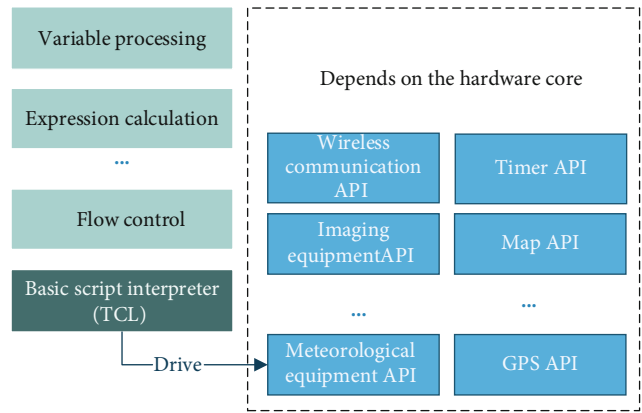 Variable processing
Expression calculation
...
Flow control
Basic script interpreter
(TCL)
Drive
Depends on the hardware core
Wireless
communication
API
Timer API
Imaging
equipmentAPI
Map API
...
...
Meteorological
equipment API
GPS API